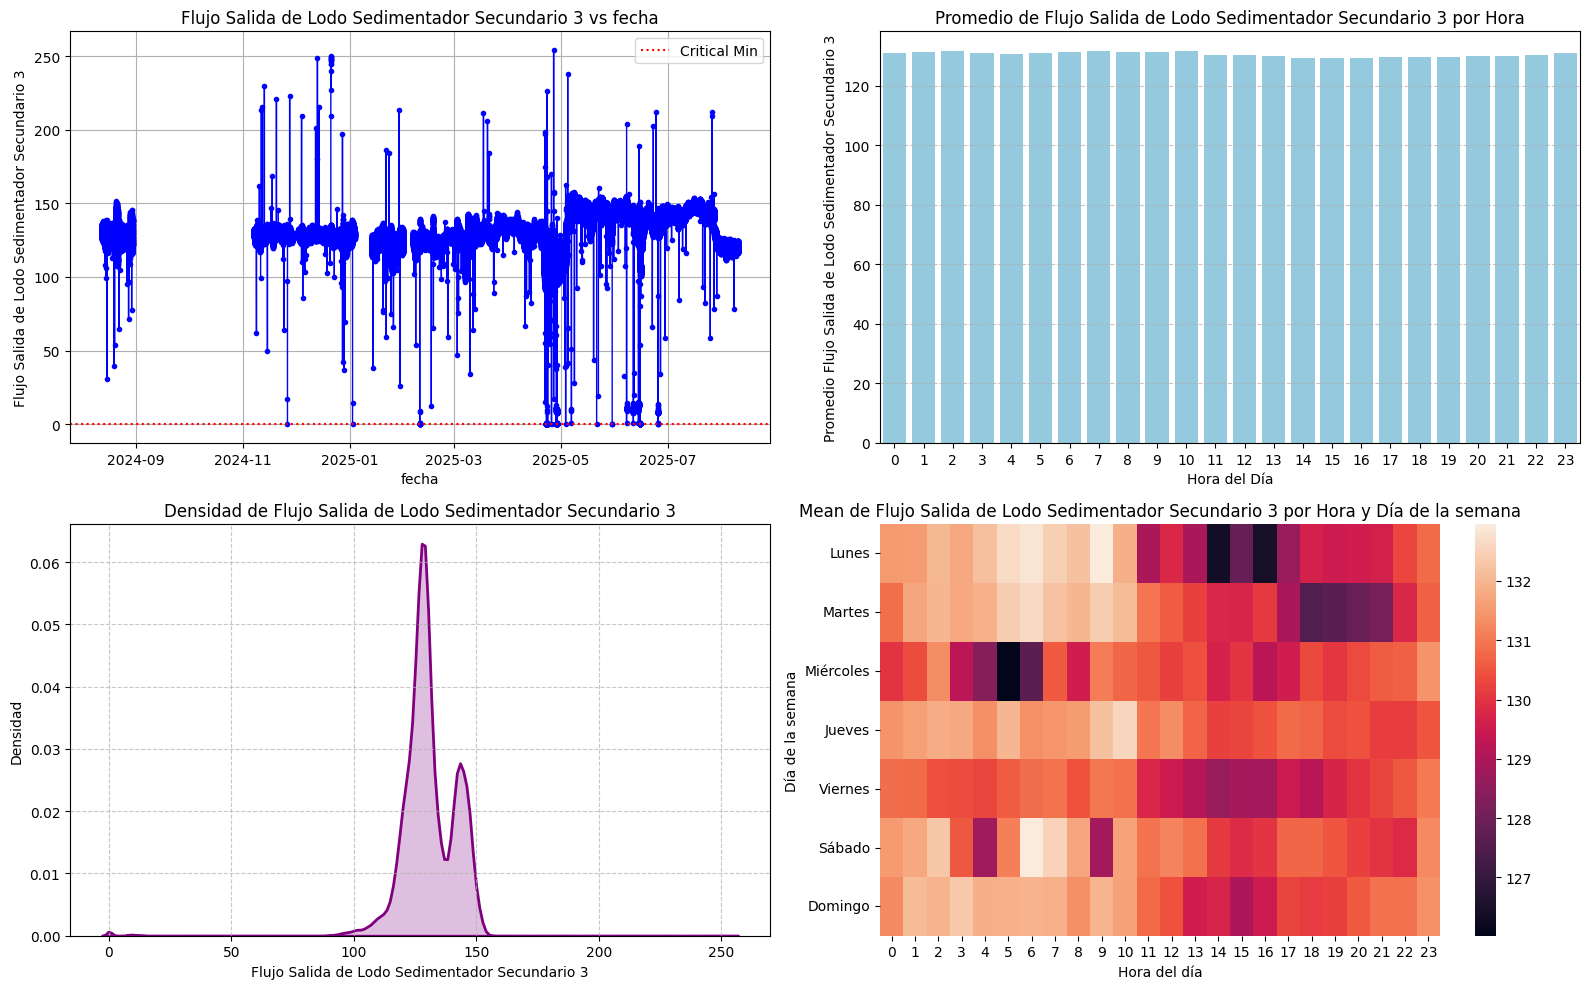 Flujo Salida de Lodo Sedimentador Secundario 3 vs fecha
Flujo Salida de Lodo Sedimentador Secundario 3
250
200
150
100
50
0
Critical Min
2024-09
2024-11
2025-01
2025-03
2025-05
2025-07
fecha
Promedio de Flujo Salida de Lodo Sedimentador Secundario 3 por Hora
Promedio Flujo Salida de Lodo Sedimentador Secundario 3
120
100
80
60
40
20
0
0 1 2 3 4 5 6 7 8 9 10 11 12 13 14 15 16 17 18 19 20 21 22 23
Hora del Día
Densidad de Flujo Salida de Lodo Sedimentador Secundario 3
Densidad
0.06
0.05
0.04
0.03
0.02
0.01
0.00
0 50 100 150 200 250
Flujo Salida de Lodo Sedimentador Secundario 3
Mean de Flujo Salida de Lodo Sedimentador Secundario 3 por Hora y Día de la semana
Día de la semana
Lunes
Martes
Miércoles
Jueves
Viernes
Sábado
Domingo
0 1 2 3 4 5 6 7 8 9 10 11 12 13 14 15 16 17 18 19 20 21 22 23
Hora del día
132
131
130
129
128
127